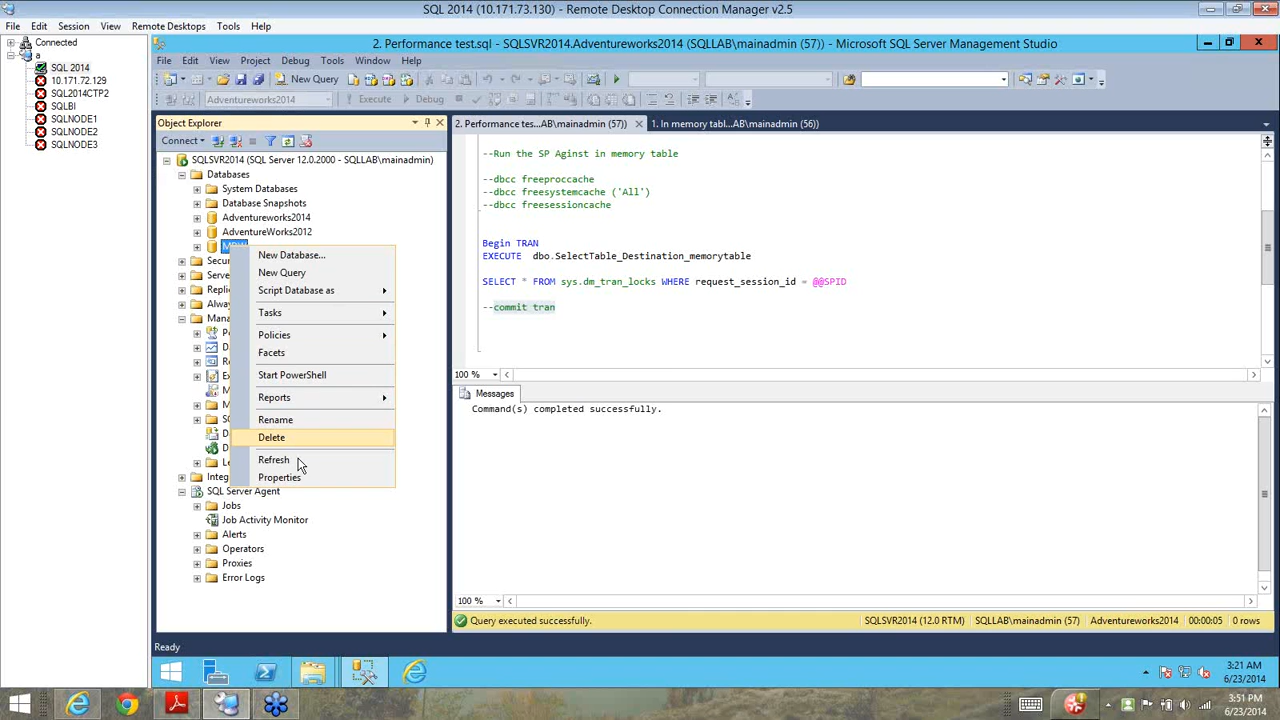 SQL 2014 (10.171.73.130) - Remote Desktop Connection Manager v2.5
File Edit Session View Remote Desktops Tools Help
Connected
a
SQL 2014
10.171.72.129
SQL2014CTP2
SQLBI
SQLNODE1
SQLNODE2
SQLNODE3
2. Performance test.sql - SQLSVR2014.Adventureworks2014 (SQLLAB\mainadmin (57)) - Microsoft SQL Server Management Studio
File Edit View Project Debug Tools Window Help
New Query
Adventureworks2014 Execute Debug
Object Explorer
Connect
SQLSVR2014 (SQL Server 12.0.2000 - SQLLAB\mainadmin)
Databases
System Databases
Database Snapshots
Adventureworks2014
AdventureWorks2012
Secu
Serve
Replic
Alwa
Mana
Integ
SQL Server Agent
Jobs
Job Activity Monitor
Alerts
Operators
Proxies
Error Logs
New Database...
New Query
Script Database as
Tasks
Policies
Facets
Start PowerShell
Reports
Rename
Delete
Refresh
Properties
2. Performance tes...AB\mainadmin (57)) 1. In memory tabl...AB\mainadmin (56))
--Run the SP Aginst in memory table
--dbcc freeproccache
--dbcc freesystemcache ('All')
--dbcc freesessioncache
Begin TRAN
EXECUTE dbo.SelectTable_Destination_memorytable
SELECT * FROM sys.dm_tran_locks WHERE request_session_id = @@SPID
--commit tran
100 %
Messages
Command(s) completed successfully.
100 %
Query executed successfully. SQLSVR2014 (12.0 RTM) SQLLAB\mainadmin (57) Adventureworks2014 00:00:05 0 rows
Ready
3:21 AM
6/23/2014
3:51 PM
6/23/2014